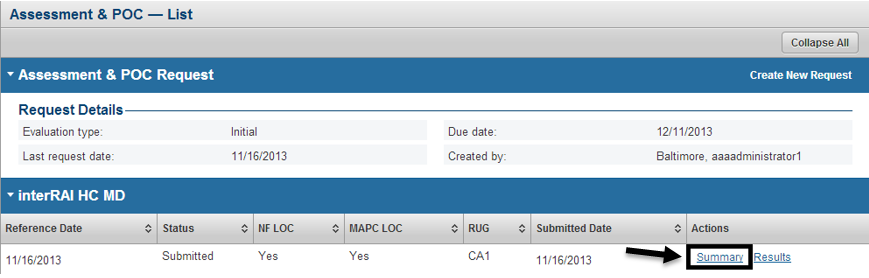 Assessment & POC — List
Collapse All
Assessment & POC Request Create New Request
Request Details
Evaluation type: Initial Due date: 12/11/2013
Last request date: 11/16/2013 Created by: Baltimore, aaaadministrator1
interRAI HC MD
Reference Date Status NF LOC MAPC LOC RUG Submitted Date Actions
11/16/2013 Submitted Yes Yes CA1 11/16/2013 Summary Results